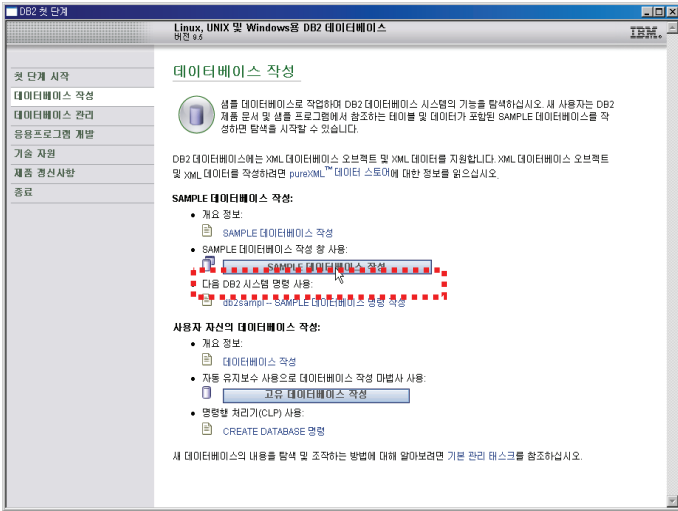 DB2 첫 단계
Linux, UNIX 및 Windows용 DB2 데이터베이스
버전 9.5
IBM.
첫 단계 시작
데이터베이스 작성
데이터베이스 관리
응용프로그램 개발
기술 자원
제품 갱신사항
종료
데이터베이스 작성
샘플 데이터베이스로 작업하여 DB2 데이터베이스 시스템의 기능을 탐색하십시오. 새 사용자는 DB2
제품 문서 및 샘플 프로그램에서 참조하는 테이블 및 데이터가 포함된 SAMPLE 데이터베이스를 작
성하면 탐색을 시작할 수 있습니다.
DB2 데이터베이스에는 XML 데이터베이스 오브젝트 및 XML 데이터를 지원합니다. XML 데이터베이스 오브젝트
및 XML 데이터를 작성하려면 pureXML™ 데이터 스토어에 대한 정보를 읽으십시오.
SAMPLE 데이터베이스 작성:
• 개요 정보:
SAMPLE 데이터베이스 작성
• SAMPLE 데이터베이스 작성 창 사용:
SAMPLE 데이터베이스 작성
• 다음 DB2 시스템 명령 사용:
db2sampl -- SAMPLE 데이터베이스 명령 작성
사용자 자신의 데이터베이스 작성:
• 개요 정보:
데이터베이스 작성
• 자동 유지보수 사용으로 데이터베이스 작성 마법사 사용:
고유 데이터베이스 작성
• 명령행 처리기(CLP) 사용:
CREATE DATABASE 명령
새 데이터베이스의 내용을 탐색 및 조작하는 방법에 대해 알아보려면 기본 관리 태스크를 참조하십시오.